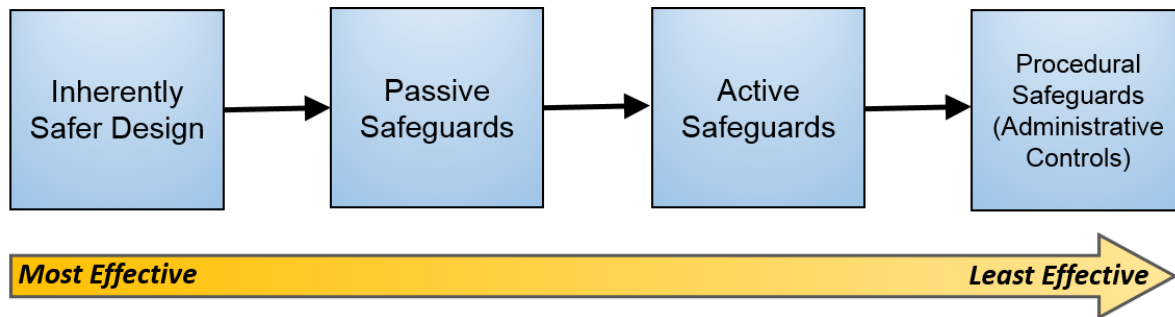 Inherently
Safer Design
Passive
Safeguards
Active
Safeguards
Procedural
Safeguards
(Administrative
Controls)
Most Effective
Least Effective